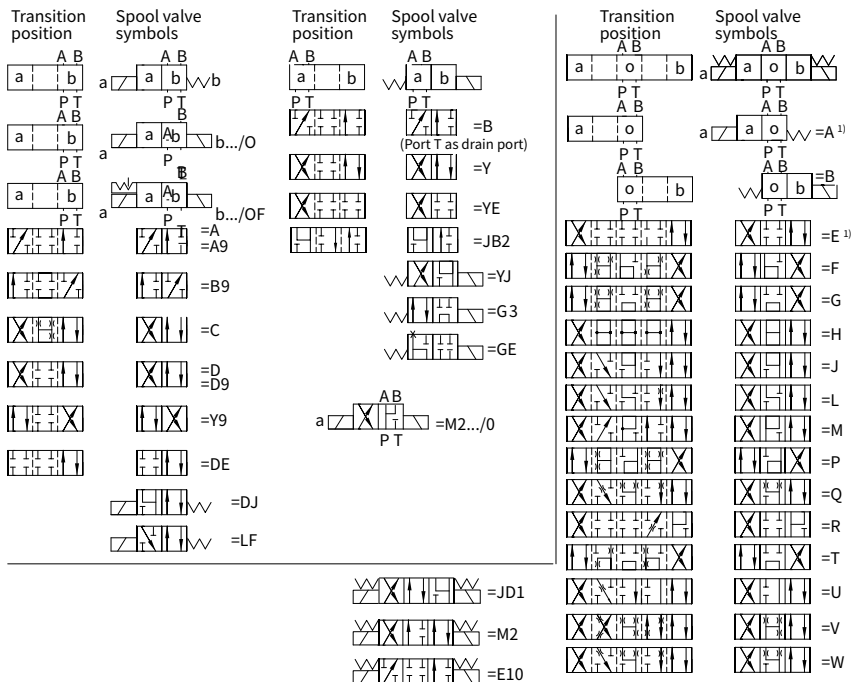 Transition position
Spool valve symbols
A B
a b
P T
A B
a a b b
P T
A B
a b
P T
B
a a A b b.../O
P T
A B
a b
P T
B
T
a a A b b.../OF
P T
=A
=A9
=B9
=C
=D
=D9
=Y9
=DE
=DJ
=LF
Transition position
Spool valve symbols
A B
a b
P T
A B
a b
P T
=B
(Port T as drain port)
=Y
=YE
=JB2
=YJ
=G3
=GE
A B
a =M2.../0
P T
=JD1
=M2
=E10
Transition position
Spool valve symbols
A B
a o b
P T
A B
a a o b
P T
A B
a o
P T
A B
a a o =A 1)
P T
A B
o b
P T
A B
o b =B
P T
=E 1)
=F
=G
=H
=J
=L
=M
=P
=Q
=R
=T
=U
=V
=W